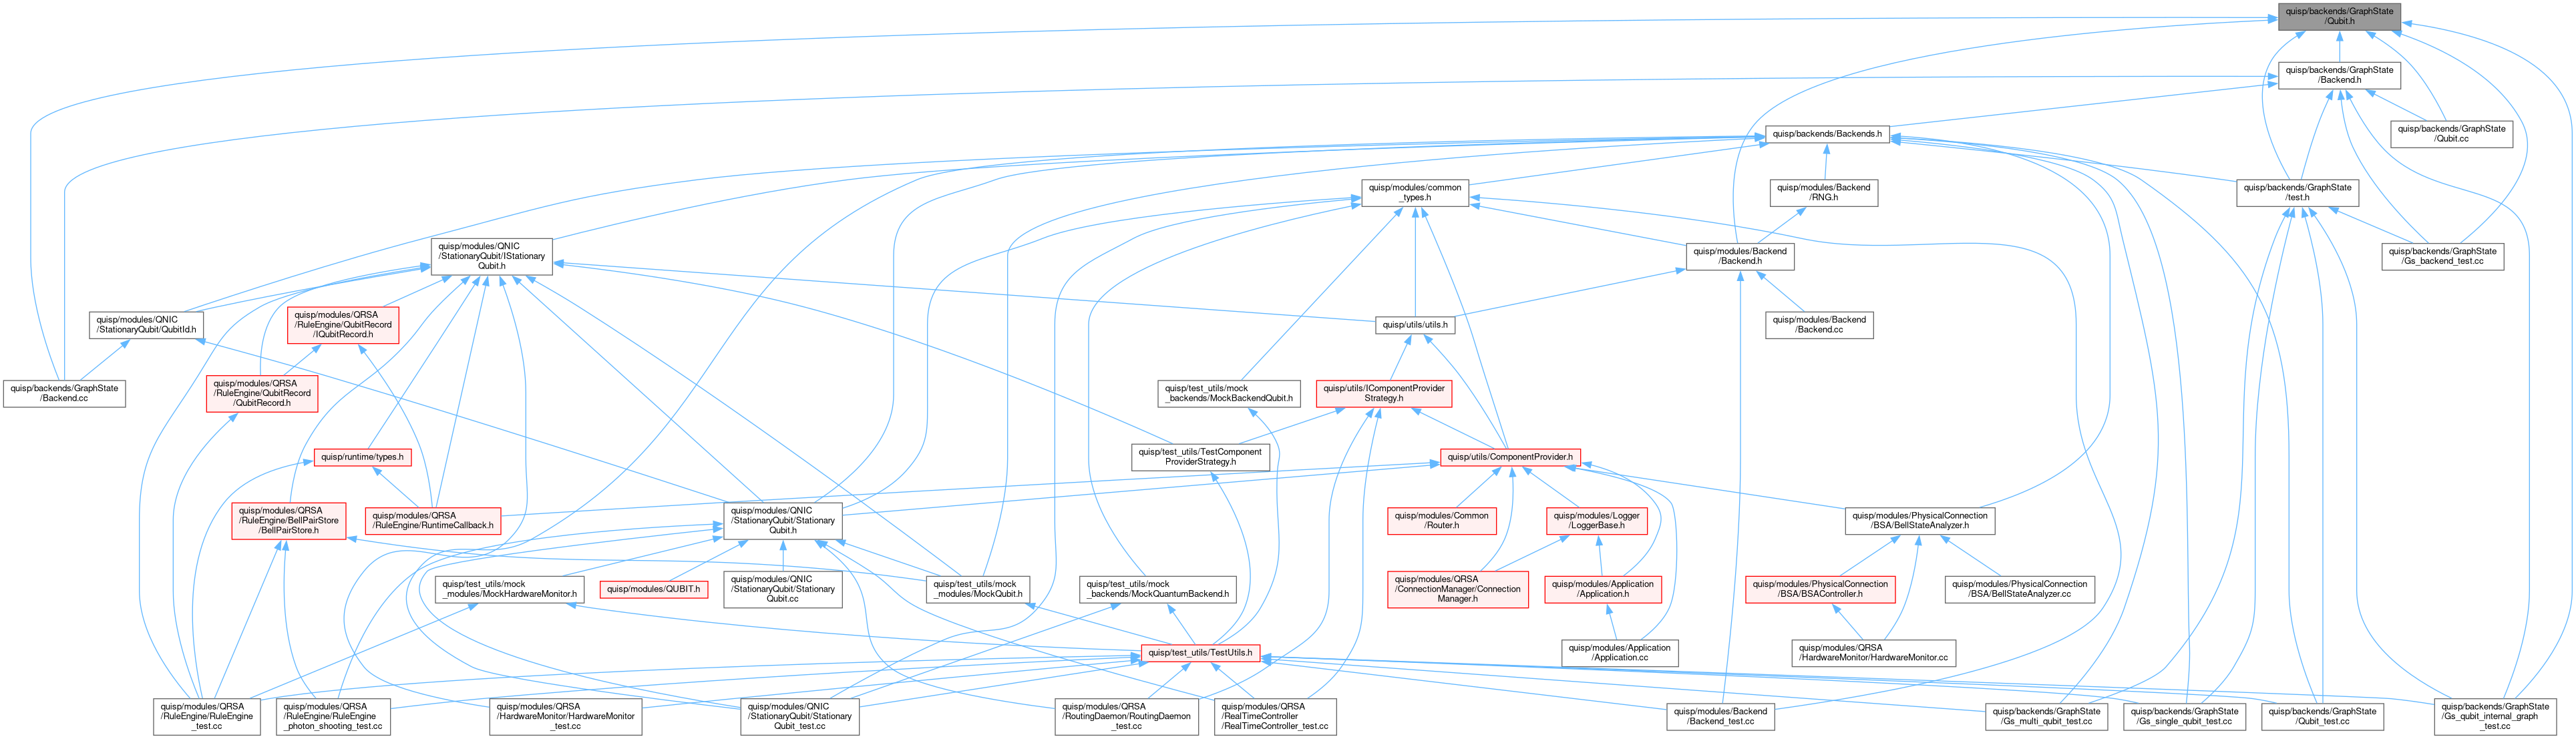 quisp/backends/GraphState
/Qubit.h
quisp/backends/GraphState
/Backend.h
quisp/backends/Backends.h
quisp/backends/GraphState
/Qubit.cc
quisp/modules/common
_types.h
quisp/modules/Backend
/RNG.h
quisp/backends/GraphState
/test.h
quisp/modules/QNIC
/StationaryQubit/IStationary
Qubit.h
quisp/modules/Backend
/Backend.h
quisp/backends/GraphState
/Gs_backend_test.cc
quisp/modules/QNIC
/StationaryQubit/QubitId.h
quisp/modules/QRSA
/RuleEngine/QubitRecord
/IQubitRecord.h
quisp/utils/utils.h
quisp/modules/Backend
/Backend.cc
quisp/backends/GraphState
/Backend.cc
quisp/modules/QRSA
/RuleEngine/QubitRecord
/QubitRecord.h
quisp/test_utils/mock
_backends/MockBackendQubit.h
quisp/utils/IComponentProvider
Strategy.h
quisp/runtime/types.h
quisp/test_utils/TestComponent
ProviderStrategy.h
quisp/utils/ComponentProvider.h
quisp/modules/QRSA
/RuleEngine/BellPairStore
/BellPairStore.h
quisp/modules/QRSA
/RuleEngine/RuntimeCallback.h
quisp/modules/QNIC
/StationaryQubit/Stationary
Qubit.h
quisp/modules/Common
/Router.h
quisp/modules/Logger
/LoggerBase.h
quisp/modules/PhysicalConnection
/BSA/BellStateAnalyzer.h
quisp/test_utils/mock
_modules/MockHardwareMonitor.h
quisp/modules/QUBIT.h
quisp/modules/QNIC
/StationaryQubit/Stationary
Qubit.cc
quisp/test_utils/mock
_modules/MockQubit.h
quisp/test_utils/mock
_backends/MockQuantumBackend.h
quisp/modules/QRSA
/ConnectionManager/Connection
Manager.h
quisp/modules/Application
/Application.h
quisp/modules/PhysicalConnection
/BSA/BSAController.h
quisp/modules/PhysicalConnection
/BSA/BellStateAnalyzer.cc
quisp/test_utils/TestUtils.h
quisp/modules/Application
/Application.cc
quisp/modules/QRSA
/HardwareMonitor/HardwareMonitor.cc
quisp/modules/QRSA
/RuleEngine/RuleEngine
_test.cc
quisp/modules/QRSA
/RuleEngine/RuleEngine
_photon_shooting_test.cc
quisp/modules/QRSA
/HardwareMonitor/HardwareMonitor
_test.cc
quisp/modules/QNIC
/StationaryQubit/Stationary
Qubit_test.cc
quisp/modules/QRSA
/RoutingDaemon/RoutingDaemon
_test.cc
quisp/modules/QRSA
/RealTimeController
/RealTimeController_test.cc
quisp/modules/Backend
/Backend_test.cc
quisp/backends/GraphState
/Gs_multi_qubit_test.cc
quisp/backends/GraphState
/Gs_single_qubit_test.cc
quisp/backends/GraphState
/Qubit_test.cc
quisp/backends/GraphState
/Gs_qubit_internal_graph
_test.cc